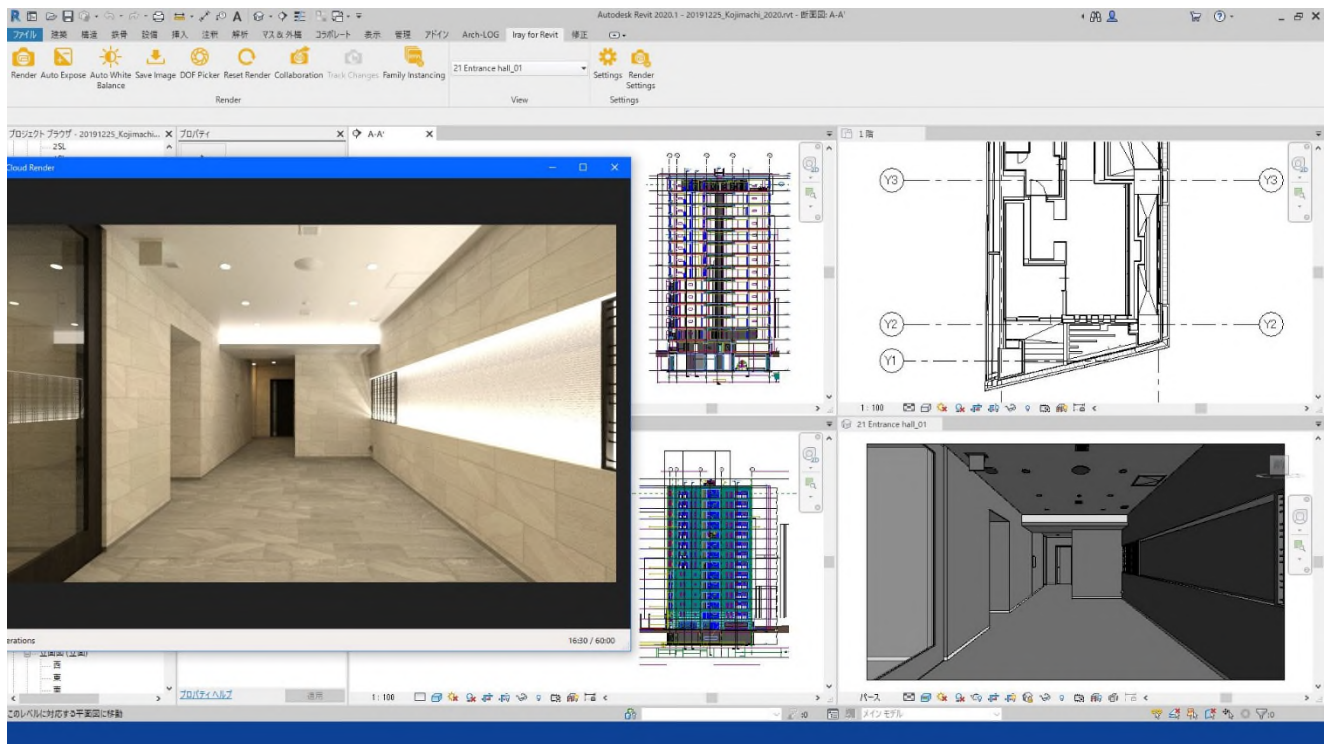 Autodesk Revit 2020.1 - 20191225_Kojimachi_2020.rvt - 断面図: A-A'
ファイル 建築 構造 鉄骨 設備 挿入 注釈 解析 マス & 外構 コラボレート 表示 管理 アドイン Arch-LOG Iray for Revit 修正
Render Auto Expose Auto White Balance Save Image DOF Picker Reset Render Collaboration Track Changes Family Instancing
21 Entrance hall_01
Settings Render Settings
Render View Settings
プロジェクト ブラウザ - 20191225_Kojimachi... プロパティ A-A' 1 階
2SL
Cloud Render
Y3 Y3
Y2 Y2
Y1
1 : 100
21 Entrance hall_01
erations 16:30 / 60:00
立面図 (立面)
西
東
プロパティ ヘルプ 適用 1 : 100 パース
このレベルに対応する平面図に移動 :0 メイン モデル :0